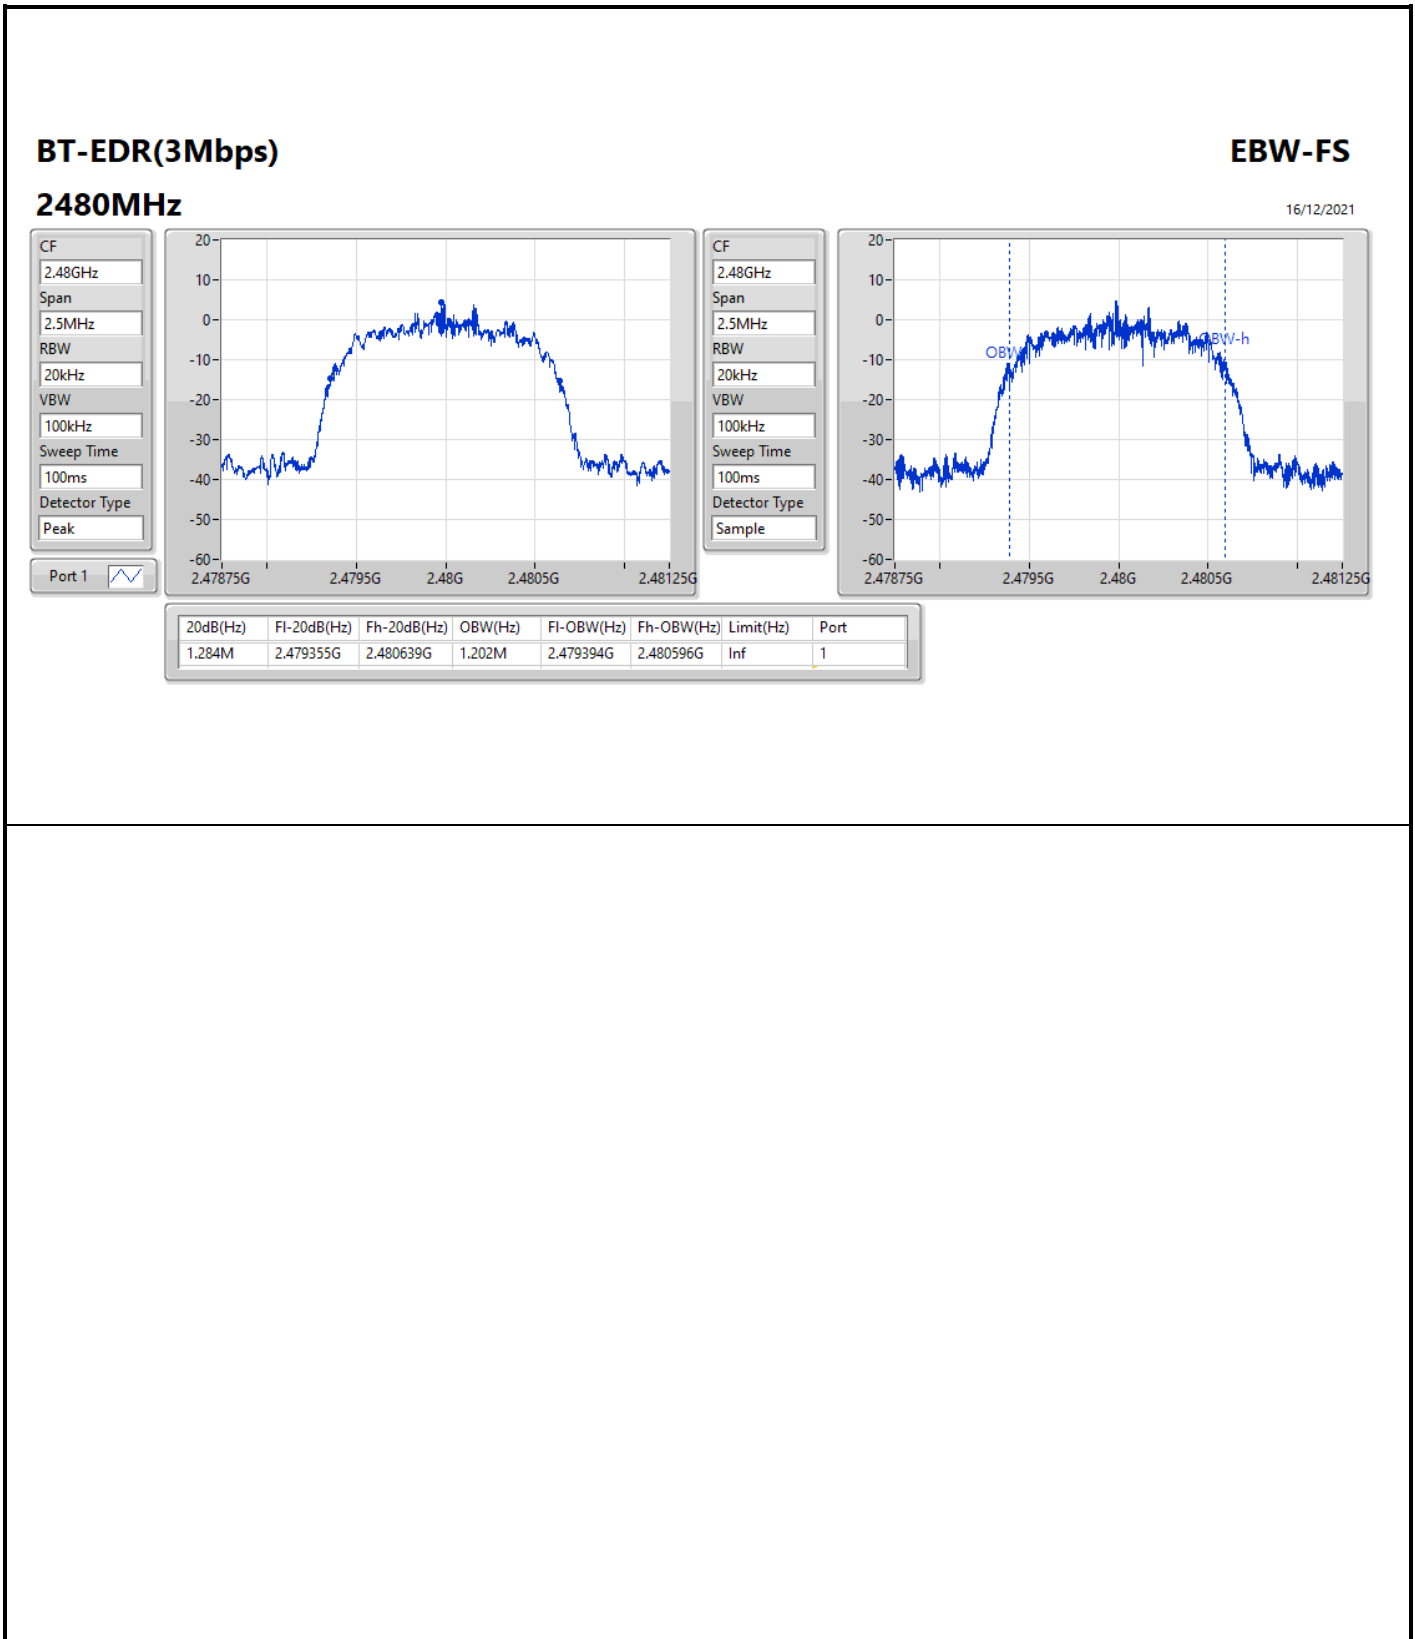 BT-EDR(3Mbps)
EBW-FS
2480MHz
16/12/2021
CF
2.48GHz
Span
2.5MHz
RBW
20kHz
VBW
100kHz
Sweep Time
100ms
Detector Type
Peak
Port 1
20
10
0
-10
-20
-30
-40
-50
-60
2.47875G 2.4795G 2.48G 2.4805G 2.48125G
CF
2.48GHz
Span
2.5MHz
RBW
20kHz
VBW
100kHz
Sweep Time
100ms
Detector Type
Sample
20
10
0
-10
-20
-30
-40
-50
-60
OBW
OBW-h
2.47875G 2.4795G 2.48G 2.4805G 2.48125G
20dB(Hz) Fl-20dB(Hz) Fh-20dB(Hz) OBW(Hz) Fl-OBW(Hz) Fh-OBW(Hz) Limit(Hz) Port
1.284M 2.479355G 2.480639G 1.202M 2.479394G 2.480596G Inf 1